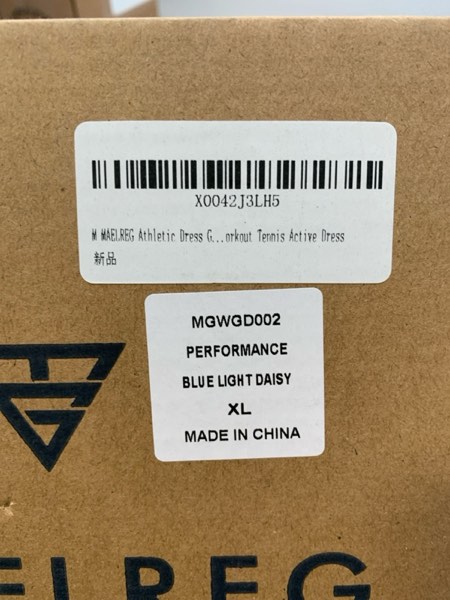 X0042J3LH5
M MAELREG Athletic Dress G...orkout Tennis Active Dress
新品
MGWGD002
PERFORMANCE
BLUE LIGHT DAISY
XL
MADE IN CHINA
ELREG